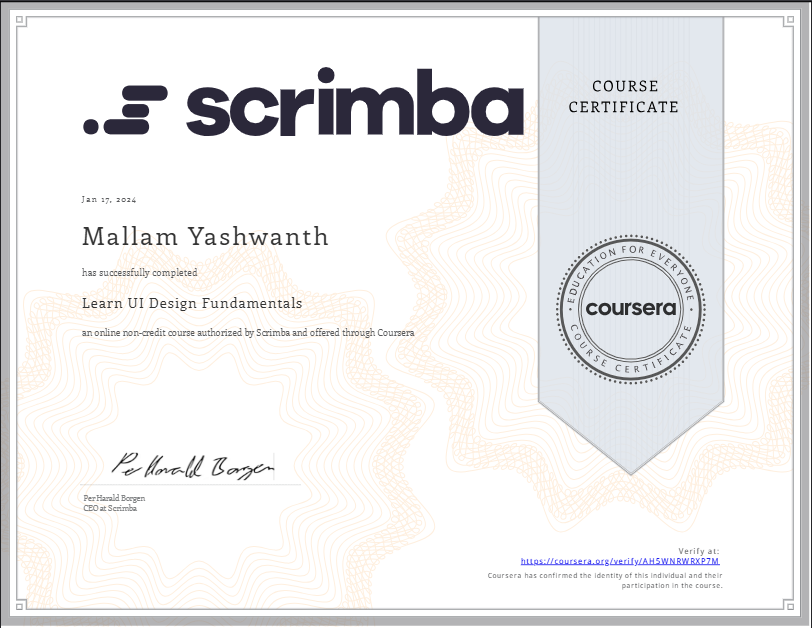 scrimba
COURSE
CERTIFICATE
Jan 17, 2024
Mallam Yashwanth
has successfully completed
Learn UI Design Fundamentals
an online non-credit course authorized by Scrimba and offered through Coursera
EDUCATION FOR EVERYONE
coursera
COURSE CERTIFICATE
Per Harald Borgen
Per Harald Borgen
CEO at Scrimba
Verify at:
https://coursera.org/verify/AH5WNRWRXP7M
Coursera has confirmed the identity of this individual and their
participation in the course.